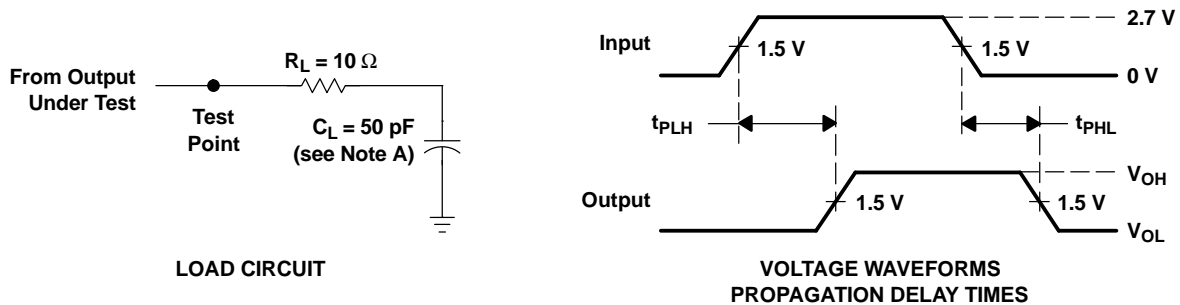 From Output
Under Test
Test
Point
RL = 10 Ω
CL = 50 pF
(see Note A)
LOAD CIRCUIT
Input
1.5 V
1.5 V
2.7 V
0 V
tPLH
tPHL
Output
1.5 V
1.5 V
VOH
VOL
VOLTAGE WAVEFORMS
PROPAGATION DELAY TIMES